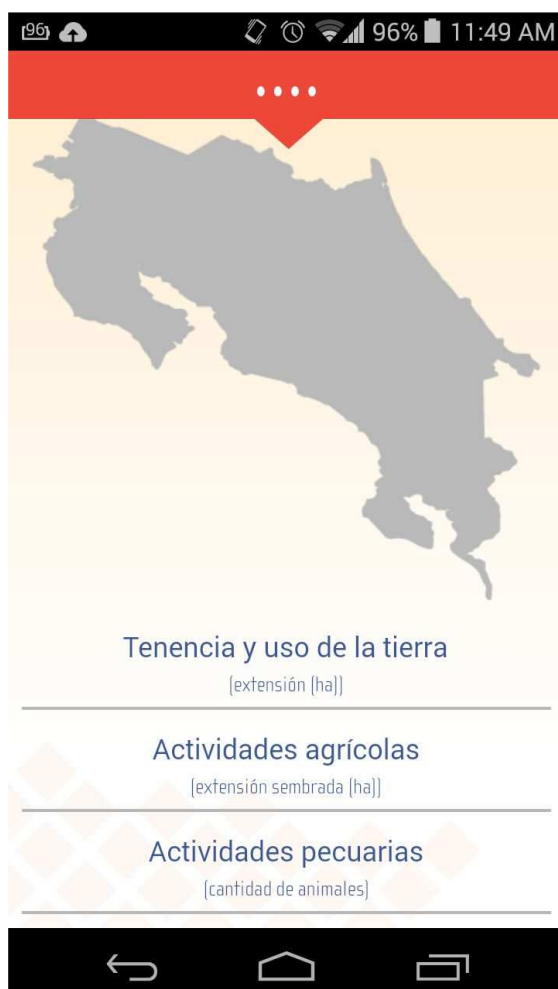 96 96% 11:49 AM
Tenencia y uso de la tierra
(extensión (ha))
Actividades agrícolas
(extensión sembrada (ha))
Actividades pecuarias
(cantidad de animales)